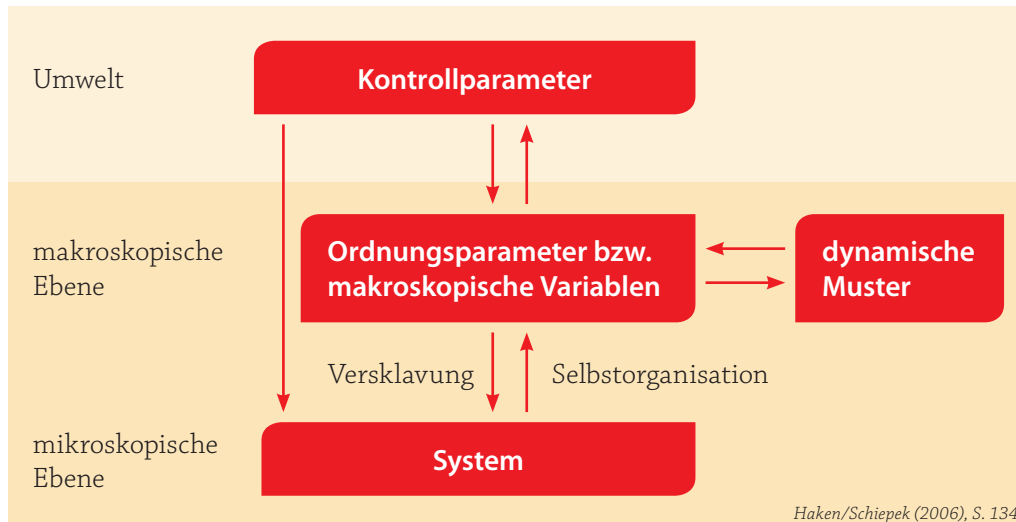 Umwelt
Kontrollparameter
makroskopische
Ebene
Ordnungsparameter bzw.
makroskopische Variablen
dynamische
Muster
Versklavung
Selbstorganisation
mikroskopische
Ebene
System
Haken/Schiepek (2006), S. 134